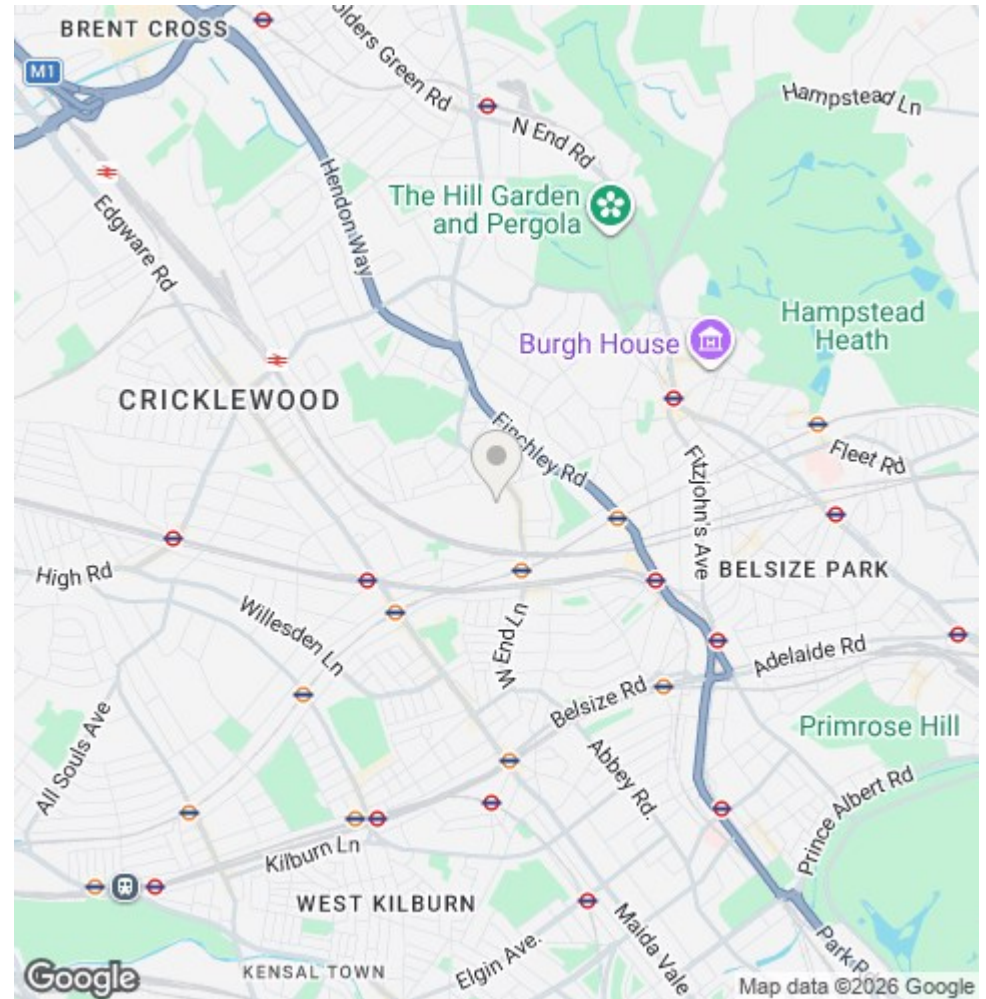 BRENT CROSS
M1
olders Green Rd
Hampstead Ln
N End Rd
Hendon Way
The Hill Garden
and Pergola
Edgware Rd
Burgh House
Hampstead
Heath
CRICKLEWOOD
Finchley Rd
Fitzjohn's Ave
Fleet Rd
High Rd
BELSIZE PARK
Willesden Ln
W End Ln
Adelaide Rd
Belsize Rd
All Souls Ave
Abbey Rd.
Primrose Hill
Prince Albert Rd
Kilburn Ln
WEST KILBURN
Maida Vale
Elgin Ave.
Park Rd
KENSAL TOWN
Google
Map data ©2026 Google